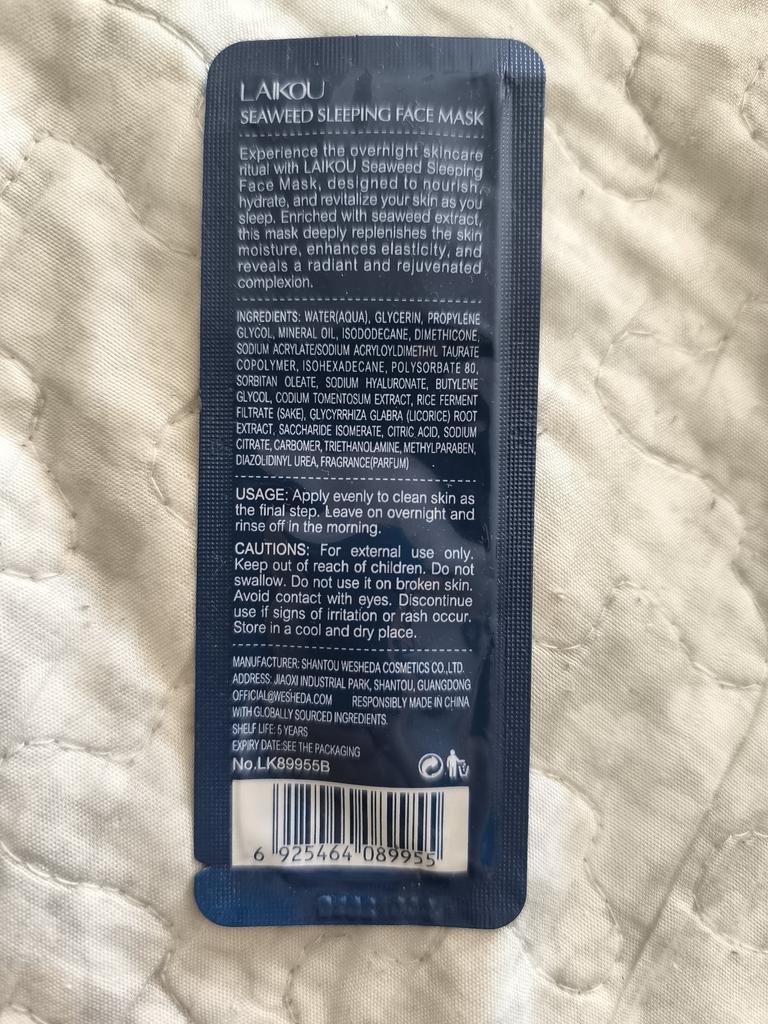 LAIKOU
SEAWEED SLEEPING FACE MASK
Experience the overnight skincare
ritual with LAIKOU Seaweed Sleeping
Face Mask, designed to nourish,
hydrate, and revitalize your skin as you
sleep. Enriched with seaweed extract,
this mask deeply replenishes the skin
moisture, enhances elasticity, and
reveals a radiant and rejuvenated
complexion.
INGREDIENTS: WATER(AQUA), GLYCERIN, PROPYLENE
GLYCOL, MINERAL OIL, ISODODECANE, DIMETHICONE,
SODIUM ACRYLATE/SODIUM ACRYLOYLDIMETHYL TAURATE
COPOLYMER, ISOHEXADECANE, POLYSORBATE 80,
SORBITAN OLEATE, SODIUM HYALURONATE, BUTYLENE
GLYCOL, CODIUM TOMENTOSUM EXTRACT, RICE FERMENT
FILTRATE (SAKE), GLYCYRRHIZA GLABRA (LICORICE) ROOT
EXTRACT, SACCHARIDE ISOMERATE, CITRIC ACID, SODIUM
CITRATE, CARBOMER, TRIETHANOLAMINE, METHYLPARABEN,
DIAZOLIDINYL UREA, FRAGRANCE(PARFUM)
USAGE: Apply evenly to clean skin as
the final step. Leave on overnight and
rinse off in the morning.
CAUTIONS: For external use only.
Keep out of reach of children. Do not
swallow. Do not use it on broken skin.
Avoid contact with eyes. Discontinue
use if signs of irritation or rash occur.
Store in a cool and dry place.
MANUFACTURER: SHANTOU WESHEDA COSMETICS CO.,LTD.
ADDRESS: JIAOXI INDUSTRIAL PARK, SHANTOU, GUANGDONG
OFFICIAL@WESHEDA.COM RESPONSIBLY MADE IN CHINA
WITH GLOBALLY SOURCED INGREDIENTS.
SHELF LIFE: 5 YEARS
EXPIRY DATE:SEE THE PACKAGING
No.LK89955B
6 925464 089955